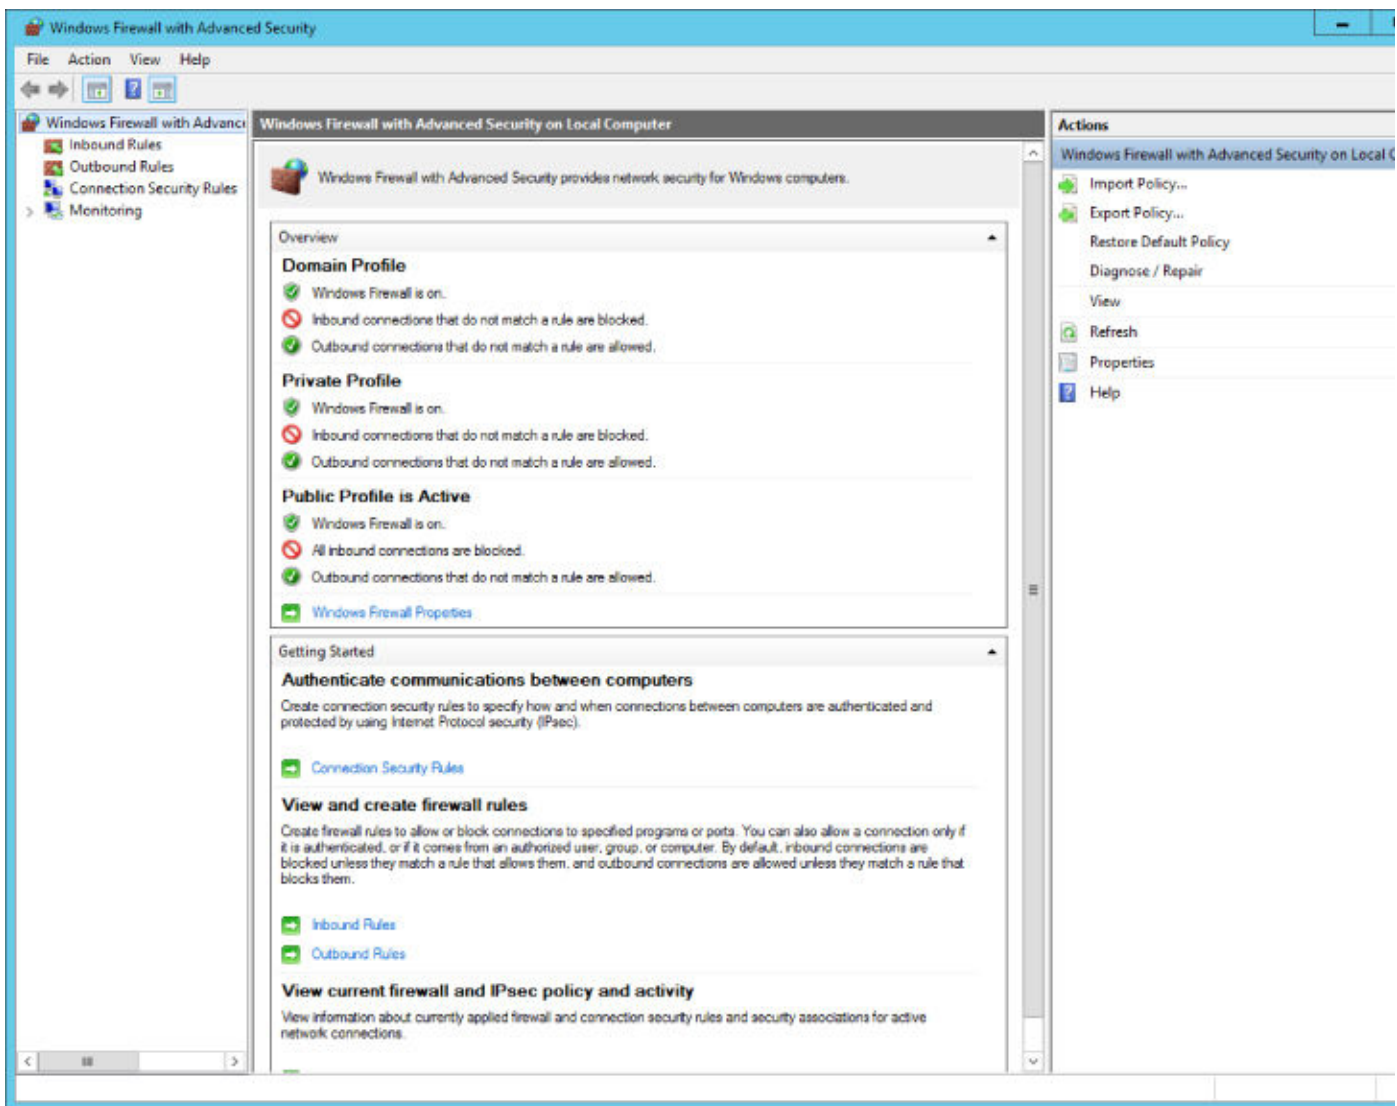 Windows Firewall with Advanced Security
File Action View Help
Windows Firewall with Advance
Inbound Rules
Outbound Rules
Connection Security Rules
Monitoring
Windows Firewall with Advanced Security on Local Computer
Windows Firewall with Advanced Security provides network security for Windows computers.
Overview
Domain Profile
Windows Firewall is on.
Inbound connections that do not match a rule are blocked.
Outbound connections that do not match a rule are allowed.
Private Profile
Windows Firewall is on.
Inbound connections that do not match a rule are blocked.
Outbound connections that do not match a rule are allowed.
Public Profile is Active
Windows Firewall is on.
All inbound connections are blocked.
Outbound connections that do not match a rule are allowed.
Windows Firewall Properties
Getting Started
Authenticate communications between computers
Create connection security rules to specify how and when connections between computers are authenticated and
protected by using Internet Protocol security (IPsec).
Connection Security Rules
View and create firewall rules
Create firewall rules to allow or block connections to specified programs or ports. You can also allow a connection only if
it is authenticated, or if it comes from an authorized user, group, or computer. By default, inbound connections are
blocked unless they match a rule that allows them, and outbound connections are allowed unless they match a rule that
blocks them.
Inbound Rules
Outbound Rules
View current firewall and IPsec policy and activity
View information about currently applied firewall and connection security rules and security associations for active
network connections.
Actions
Windows Firewall with Advanced Security on Local C
Import Policy...
Export Policy...
Restore Default Policy
Diagnose / Repair
View
Refresh
Properties
Help